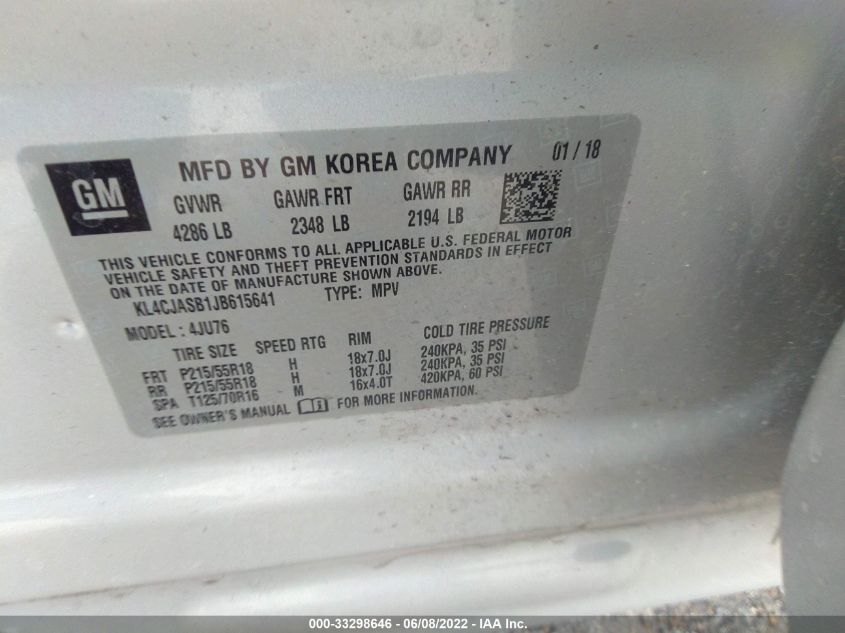 GM
MFD BY GM KOREA COMPANY 01 / 18
GVWR GAWR FRT GAWR RR
4286 LB 2348 LB 2194 LB
THIS VEHICLE CONFORMS TO ALL APPLICABLE U.S. FEDERAL MOTOR
VEHICLE SAFETY AND THEFT PREVENTION STANDARDS IN EFFECT
ON THE DATE OF MANUFACTURE SHOWN ABOVE.
KL4CJASB1JB615641 TYPE: MPV
MODEL: 4JU76
TIRE SIZE SPEED RTG RIM COLD TIRE PRESSURE
FRT P215/55R18 H 18x7.0J 240KPA, 35 PSI
RR P215/55R18 H 18x7.0J 240KPA, 35 PSI
SPA T125/70R16 M 16x4.0T 420KPA, 60 PSI
SEE OWNER'S MANUAL FOR MORE INFORMATION.
000-33298646 - 06/08/2022 - IAA Inc.